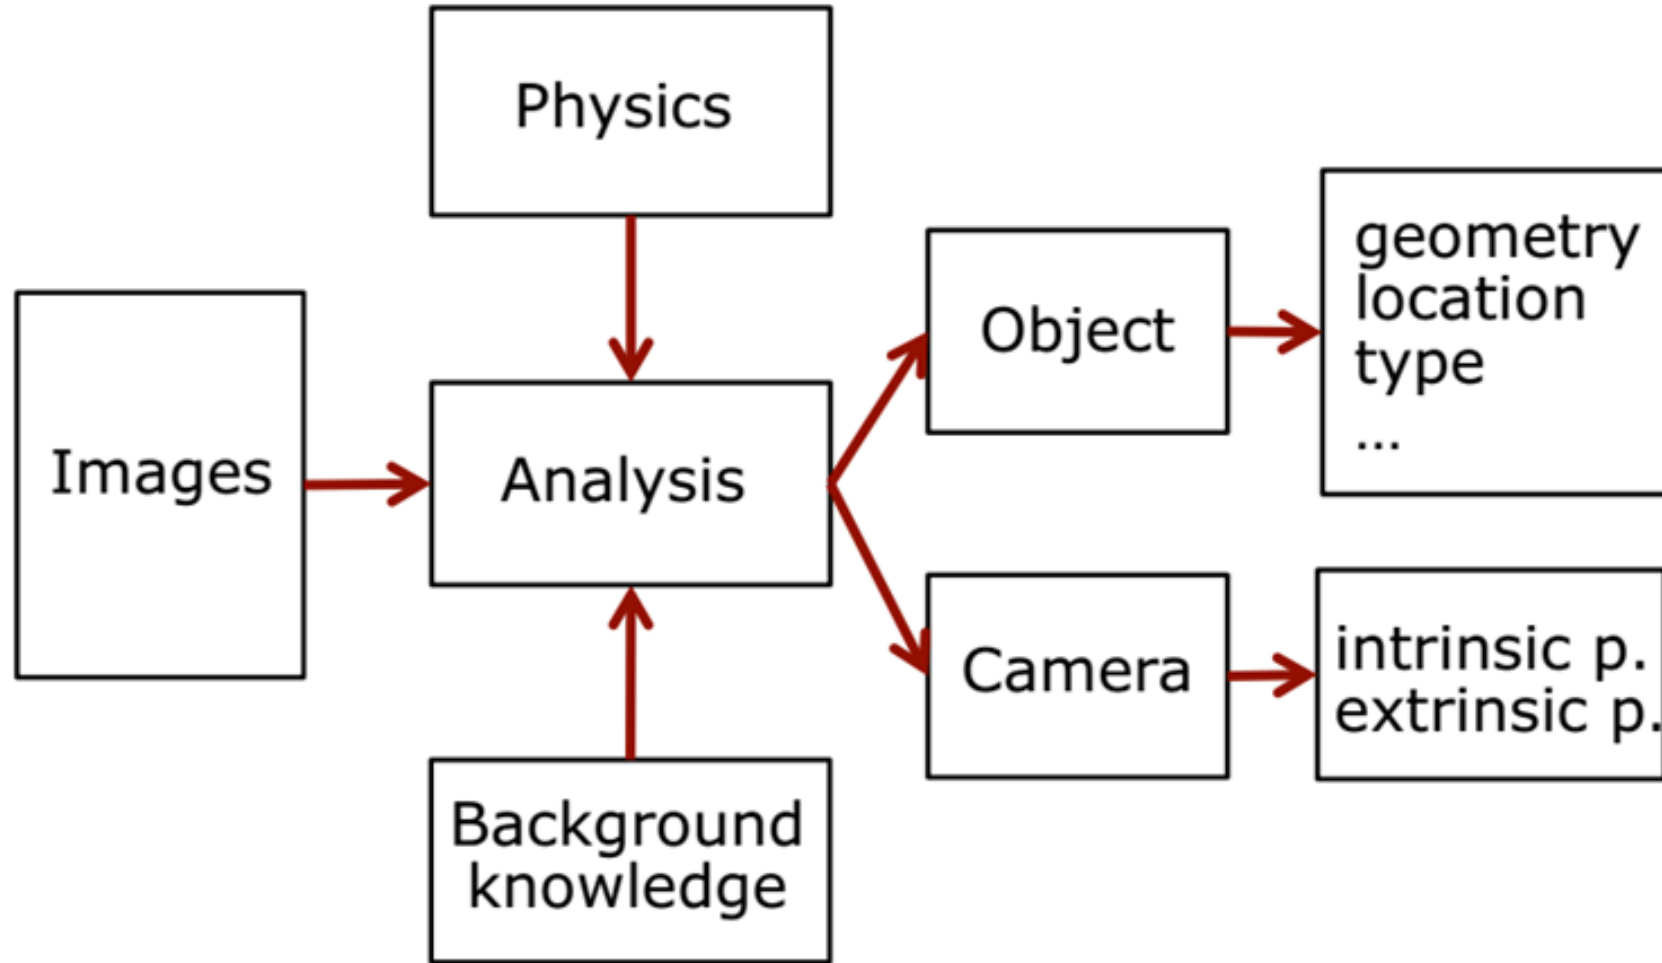 Physics
Images
Analysis
Background
knowledge
Object
geometry
location
type
...
Camera
intrinsic p.
extrinsic p.